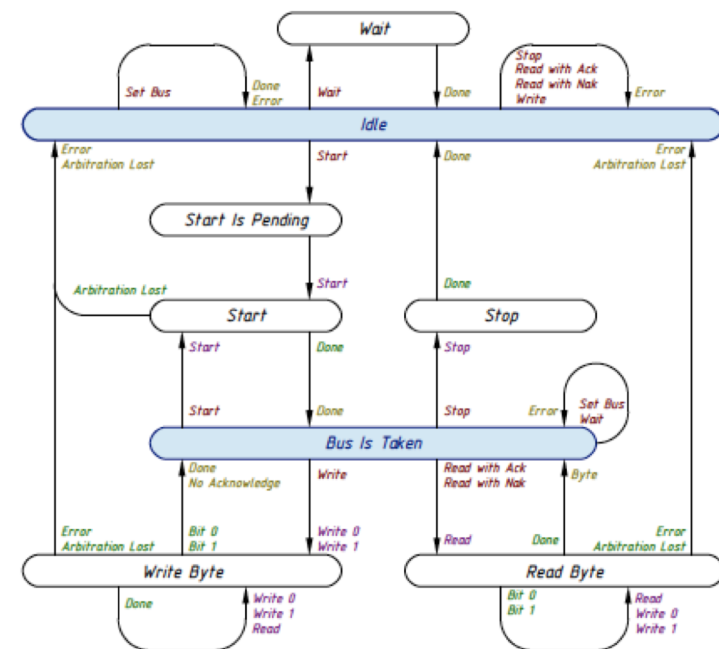 Wait
Set Bus
Done
Error
Wait
Done
Stop
Read with Ack
Read with Nak
Write
Error
Idle
Error
Arbitration Lost
Start
Done
Error
Arbitration Lost
Start Is Pending
Arbitration Lost
Start
Done
Start
Stop
Start
Done
Stop
Start
Done
Stop
Error
Set Bus
Wait
Bus Is Taken
Done
No Acknowledge
Write
Read with Ack
Read with Nak
Byte
Error
Arbitration Lost
Bit 0
Bit 1
Write 0
Write 1
Read
Done
Error
Arbitration Lost
Write Byte
Read Byte
Done
Write 0
Write 1
Read
Bit 0
Bit 1
Read
Write 0
Write 1